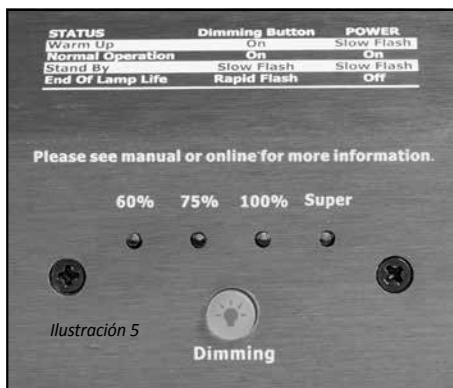 STATUS Dimming Button POWER
Warm Up On Slow Flash
Normal Operation On On
Stand By Slow Flash Slow Flash
End Of Lamp Life Rapid Flash Off
Please see manual or online for more information.
60% 75% 100% Super
Ilustración 5
Dimming